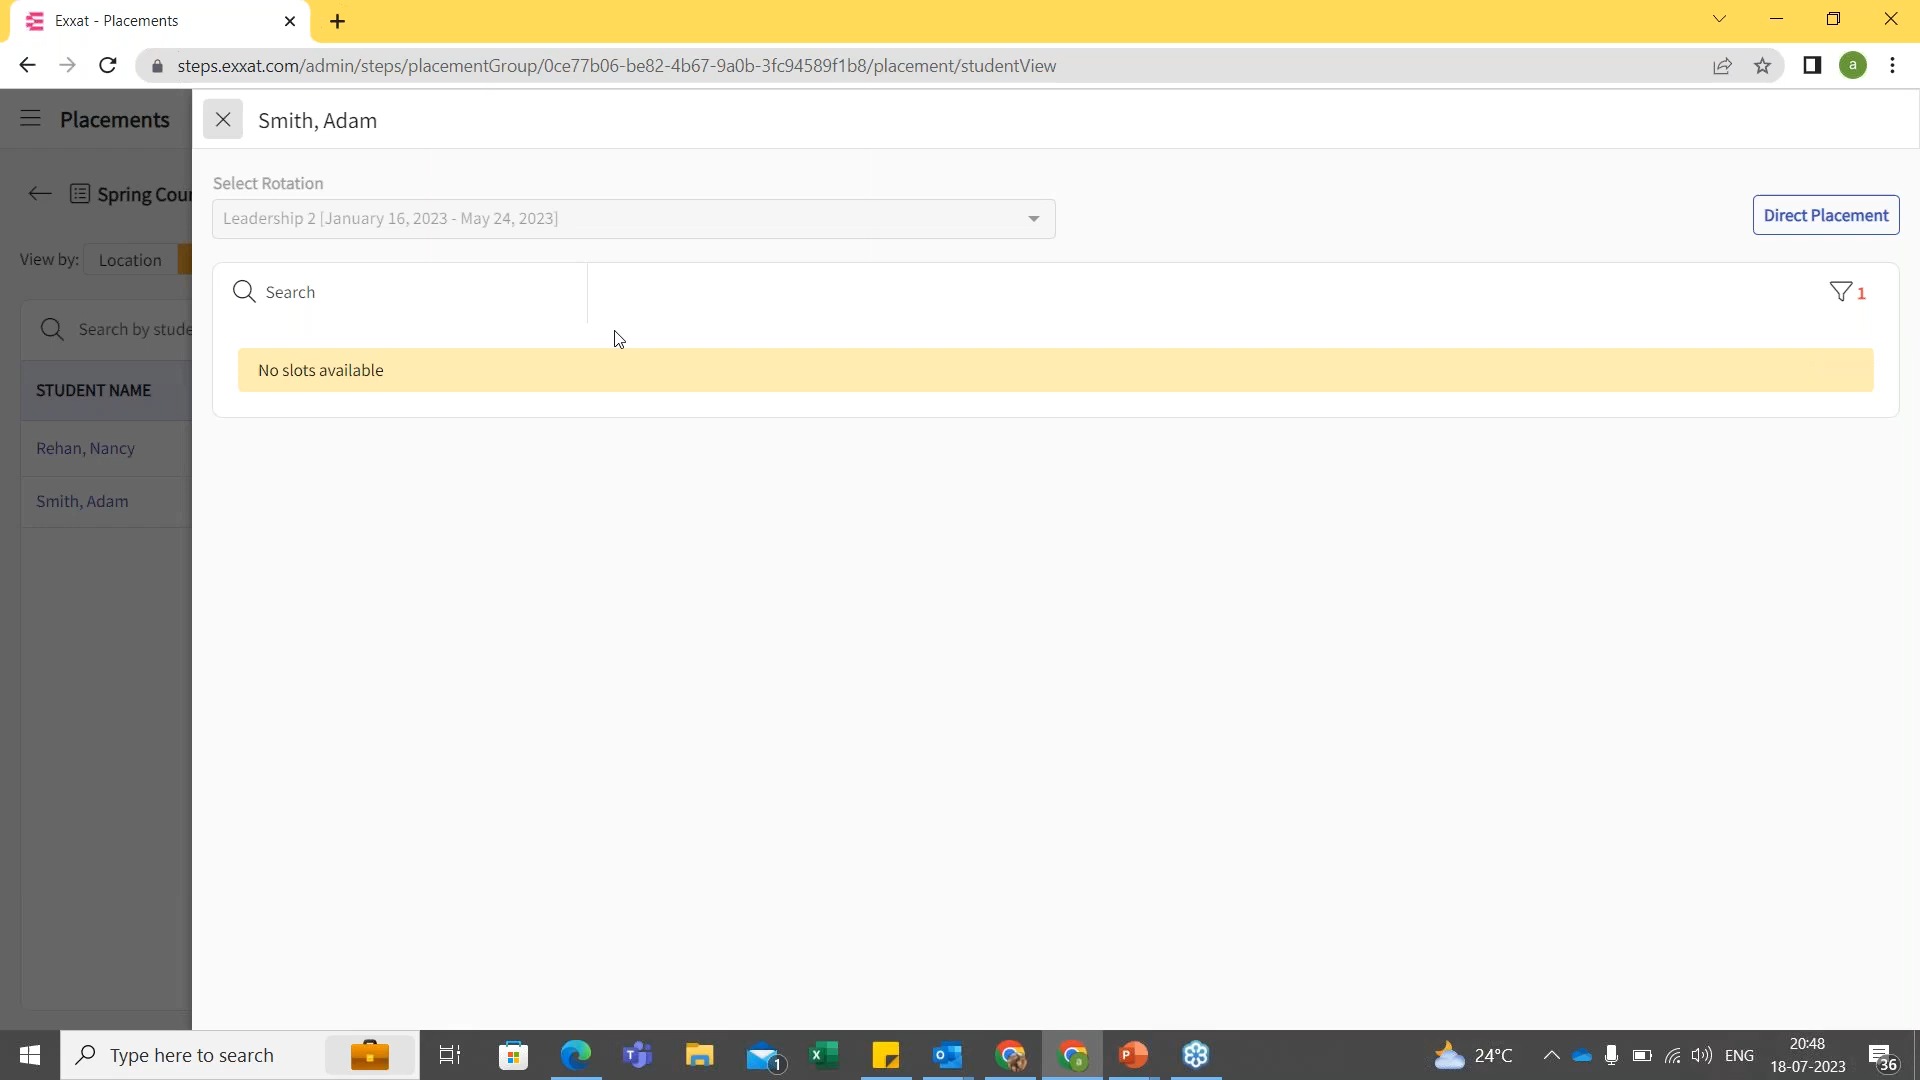 Exxat - Placements
steps.exxat.com/admin/steps/placementGroup/0ce77b06-be82-4b67-9a0b-3fc94589f1b8/placement/studentView
a
Placements
Smith, Adam
Select Rotation
Leadership 2 [January 16, 2023 - May 24, 2023]
Direct Placement
Spring Cour
View by: Location
Search
1
Search by stude
No slots available
STUDENT NAME
Rehan, Nancy
Smith, Adam
Type here to search
1
24°C
ENG
20:48
18-07-2023
36